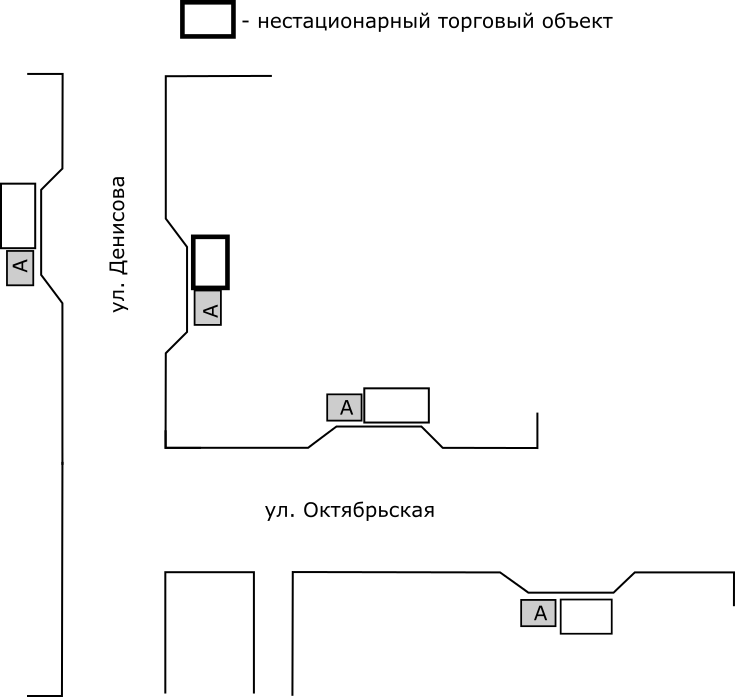 - нестационарный торговый объект
ул. Денисова
А
А
А
ул. Октябрьская
А